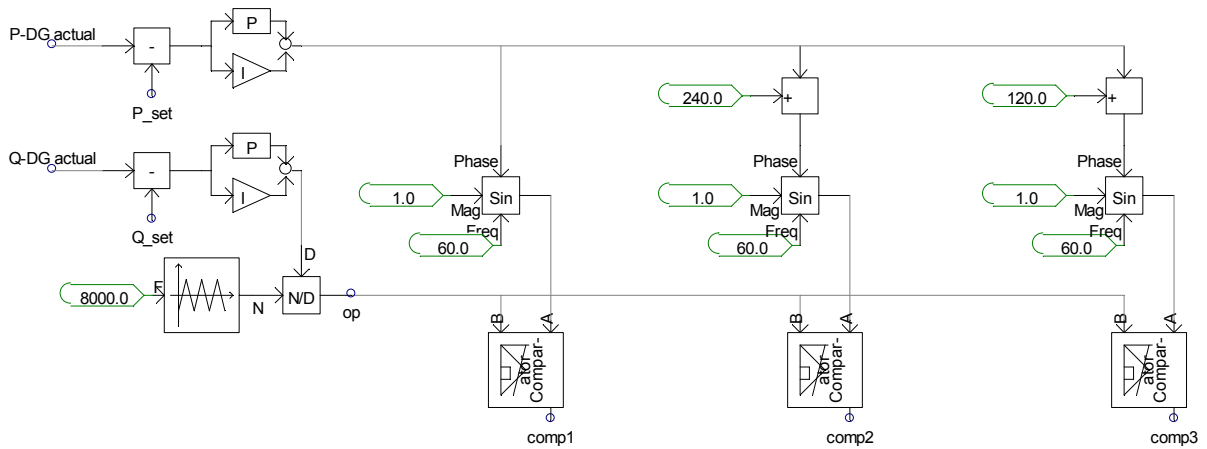 P-DG actual
-
P
I
P_set
240.0
+
120.0
+
Q-DG actual
-
P
I
Q_set
Phase
Phase
Phase
1.0
Mag
Sin
1.0
Mag
Sin
1.0
Mag
Sin
Freq
Freq
Freq
60.0
60.0
60.0
D
8000.0
F
N
N/D
op
B
A
B
A
B
A
Compar-
ator
Compar-
ator
Compar-
ator
comp1
comp2
comp3